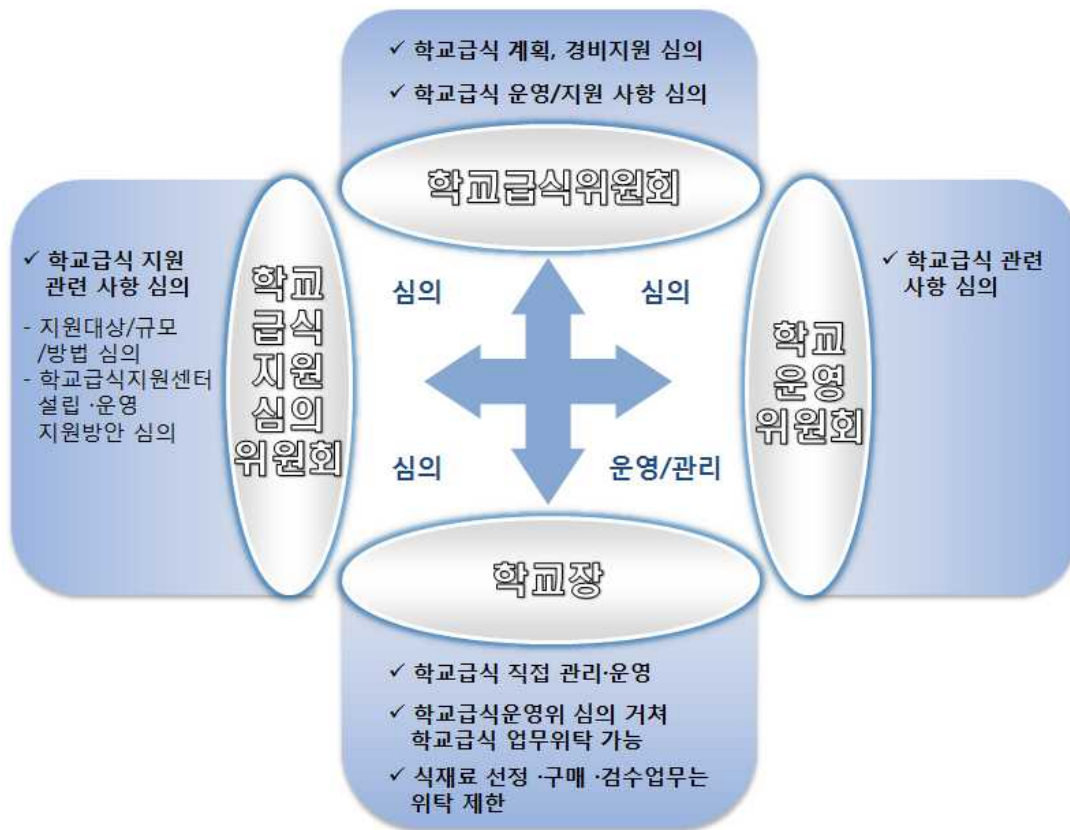 ✓ 학교급식 계획, 경비지원 심의
✓ 학교급식 운영/지원 사항 심의
학교급식위원회
✓ 학교급식 지원
관련 사항 심의
- 지원대상/규모
/방법 심의
- 학교급식지원센터
설립 ·운영
지원방안 심의
학교
급식
지원
심의
위원회
심의
심의
심의
운영/관리
학교
운영
위원회
✓ 학교급식 관련
사항 심의
학교장
✓ 학교급식 직접 관리·운영
✓ 학교급식운영위 심의 거쳐
학교급식 업무위탁 가능
✓ 식재료 선정 ·구매 ·검수업무는
위탁 제한